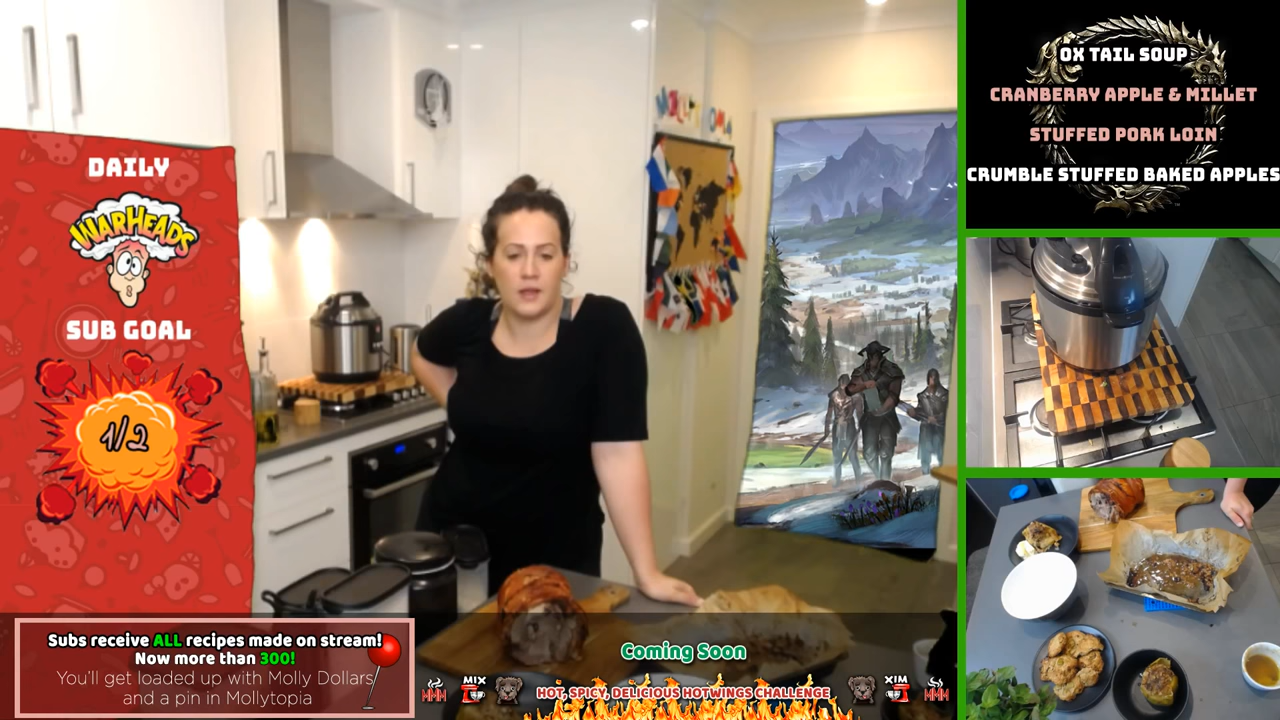 DAILY
WARHEADS
SUB GOAL
1/2
OX TAIL SOUP
CRANBERRY APPLE & MILLET
STUFFED PORK LOIN
CRUMBLE STUFFED BAKED APPLES
Subs receive ALL recipes made on stream!
Now more than 300!
You'll get loaded up with Molly Dollars
and a pin in Mollytopia
Coming Soon
MIX
HOT, SPICY, DELICIOUS HOTWINGS CHALLENGE
XIM